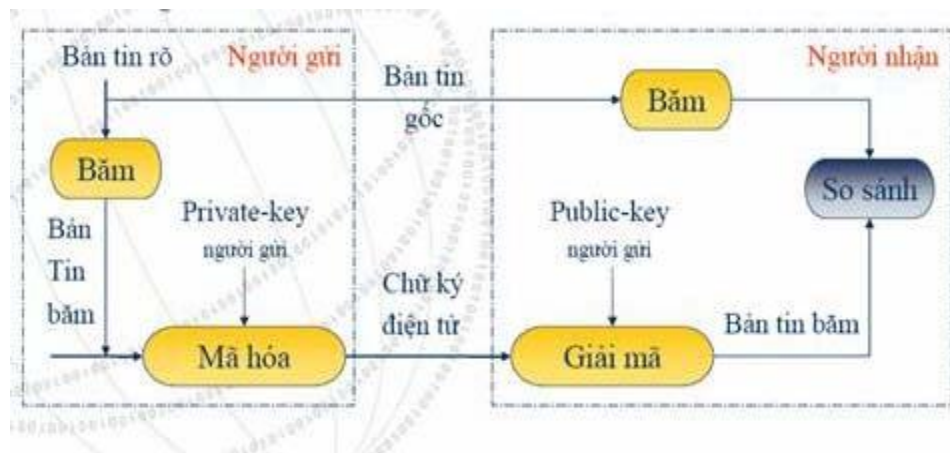 Bản tin rõ
Người gửi
Bản tin
gốc
Người nhận
Băm
Băm
So sánh
Private-key
người gửi
Public-key
người gửi
Bản
Tin
băm
Chữ ký
điện tử
Bản tin băm
Mã hóa
Giải mã